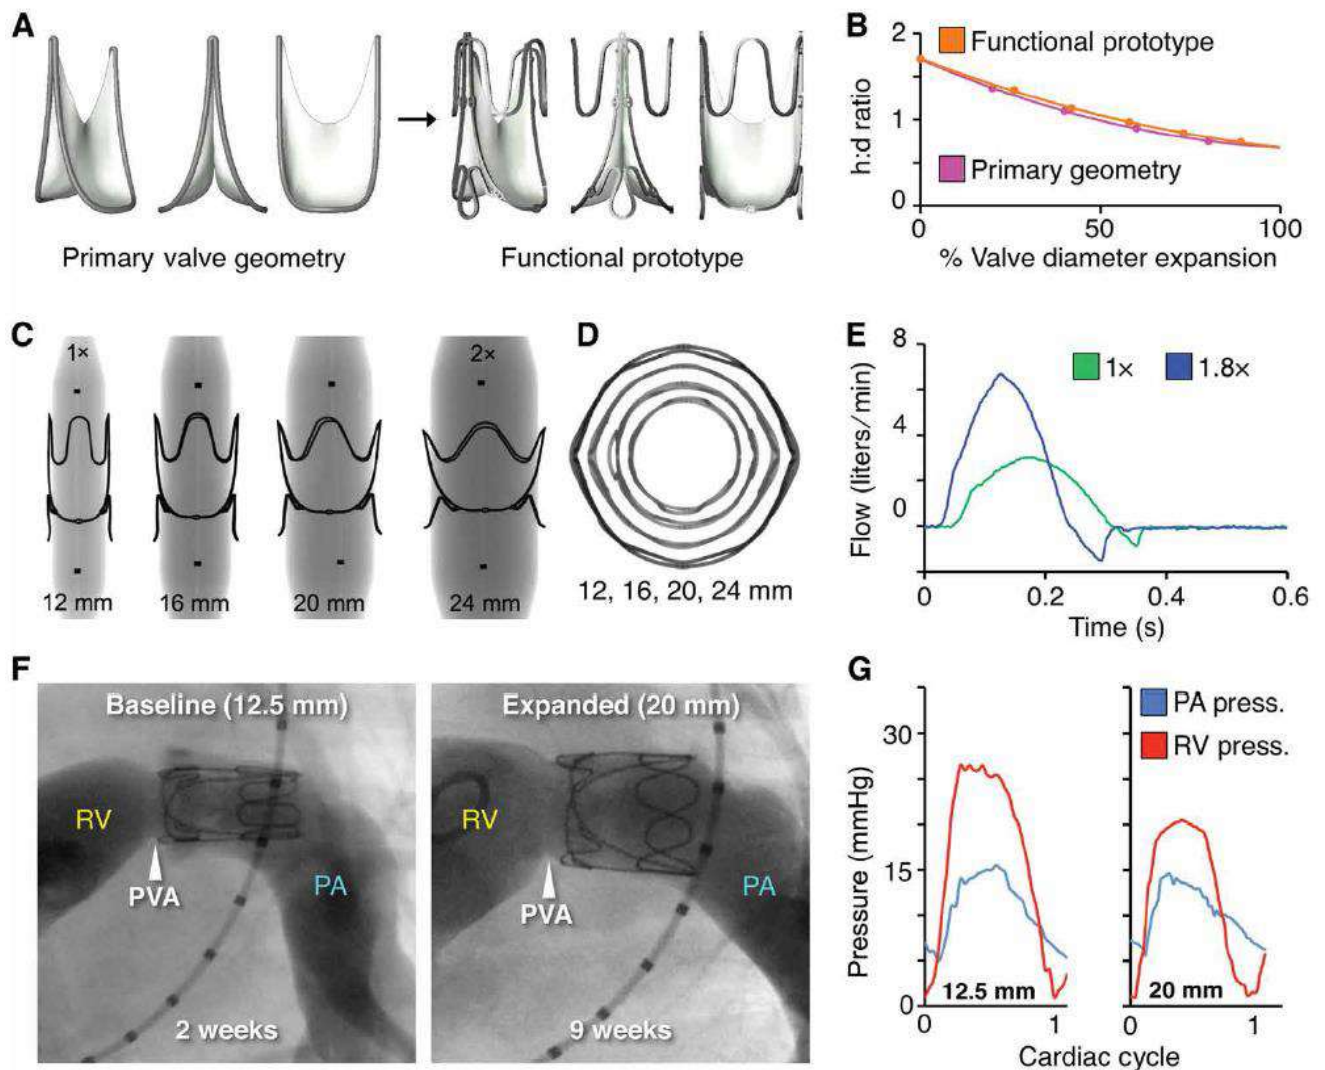 A
Primary valve geometry
Functional prototype
B
2
1
0
h:d ratio
Functional prototype
Primary geometry
0
50
100
% Valve diameter expansion
C
1×
2×
12 mm
16 mm
20 mm
24 mm
D
12, 16, 20, 24 mm
E
8
4
0
Flow (liters/min)
1×
1.8×
0
0.2
0.4
0.6
Time (s)
F
Baseline (12.5 mm)
RV
PVA
PA
2 weeks
Expanded (20 mm)
RV
PVA
PA
9 weeks
G
PA press.
RV press.
30
15
0
Pressure (mmHg)
12.5 mm
20 mm
0
1
0
1
Cardiac cycle